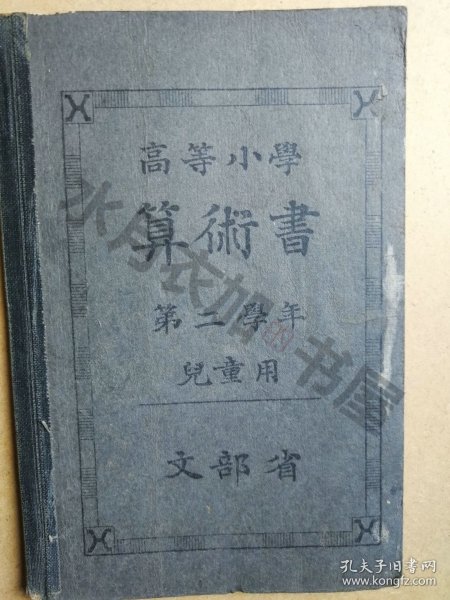 高等小學
算術書
第二學年
兒童用
文部省
水月衣加的书屋
孔夫子旧书网
www.kongfz.com